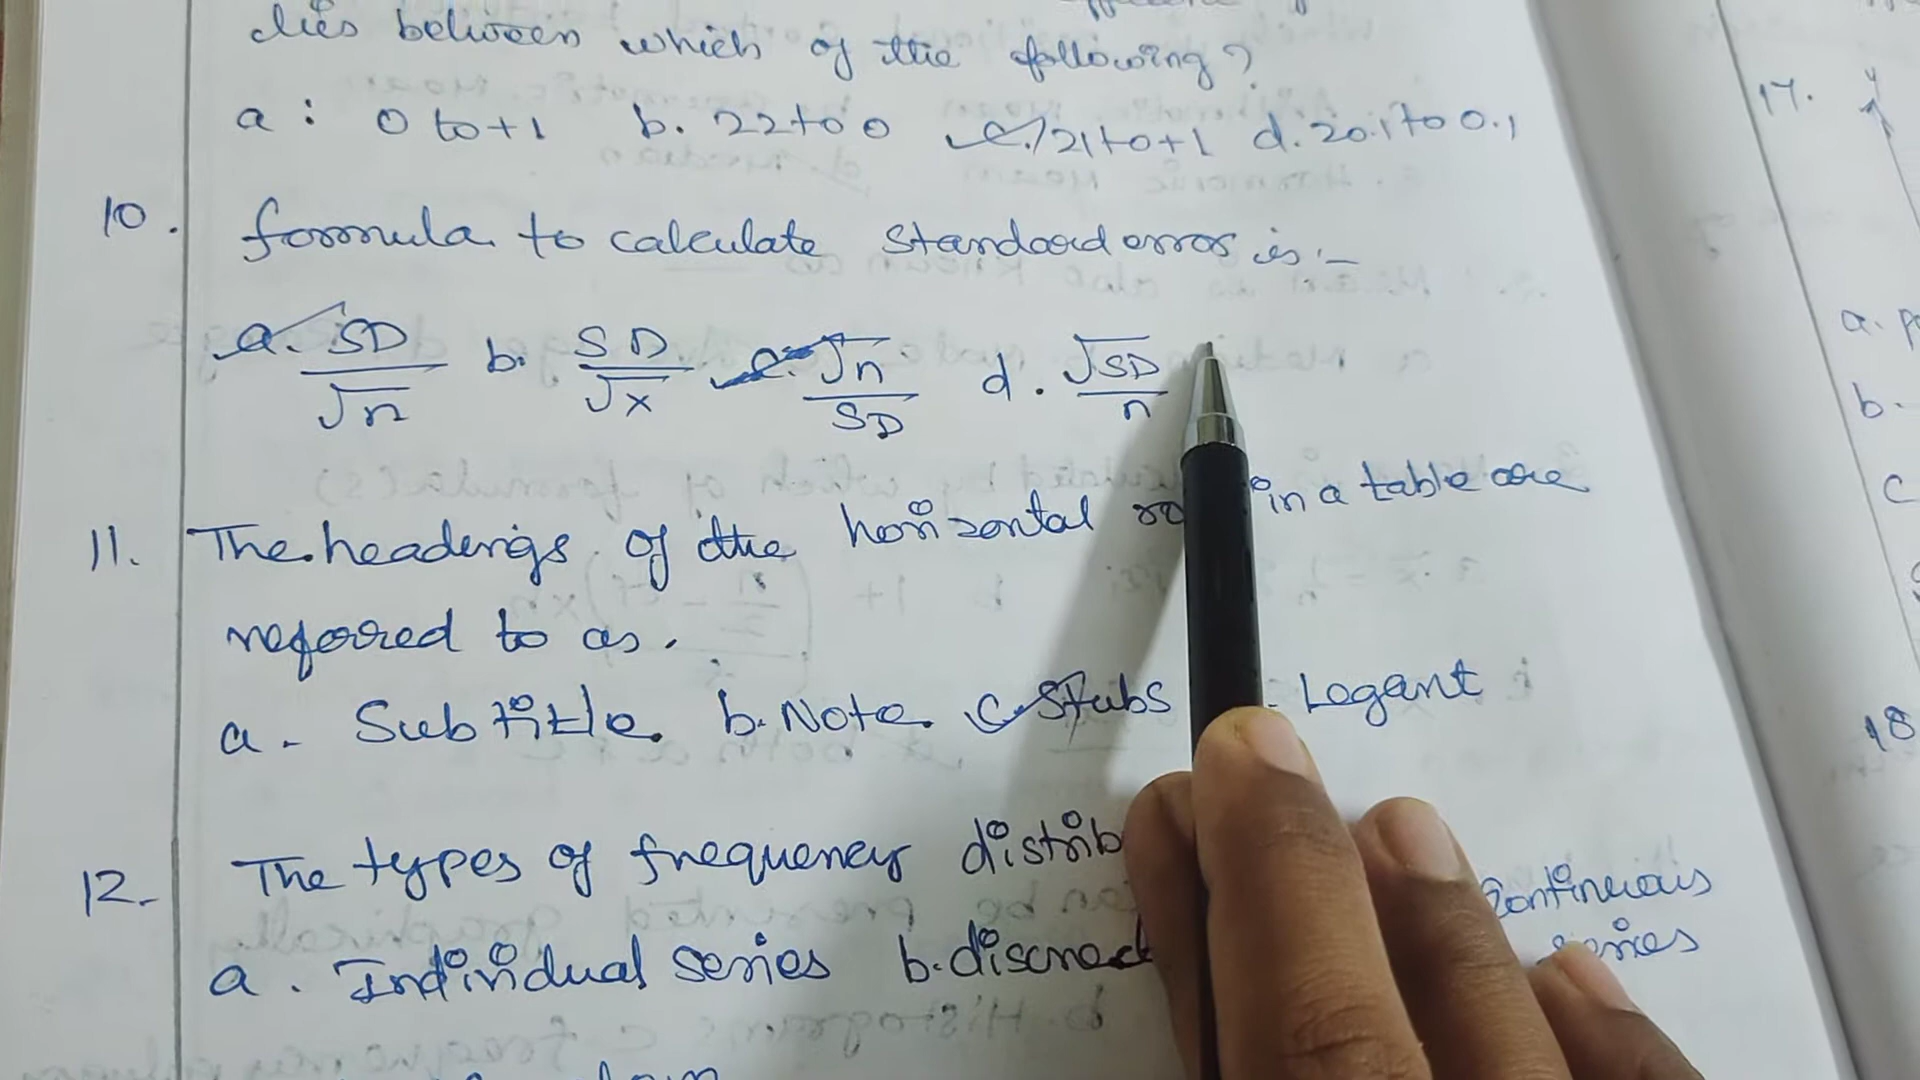 lies between which of the following?
a : 0 to +1 b. 22 to 0 c. 21 to +1 d. 20.1 to 0.1
10. formula to calculate standard error is :-
a. SD/√n b. SD/√x c. √n/SD d. √SD/n
11. The headings of the horizontal in a table are
referred to as.
a. Subtitle. b. Note. c. Stubs Legant
12. The types of frequency Continuous
a. Individual series b. series
17.
a.
b.
c
18